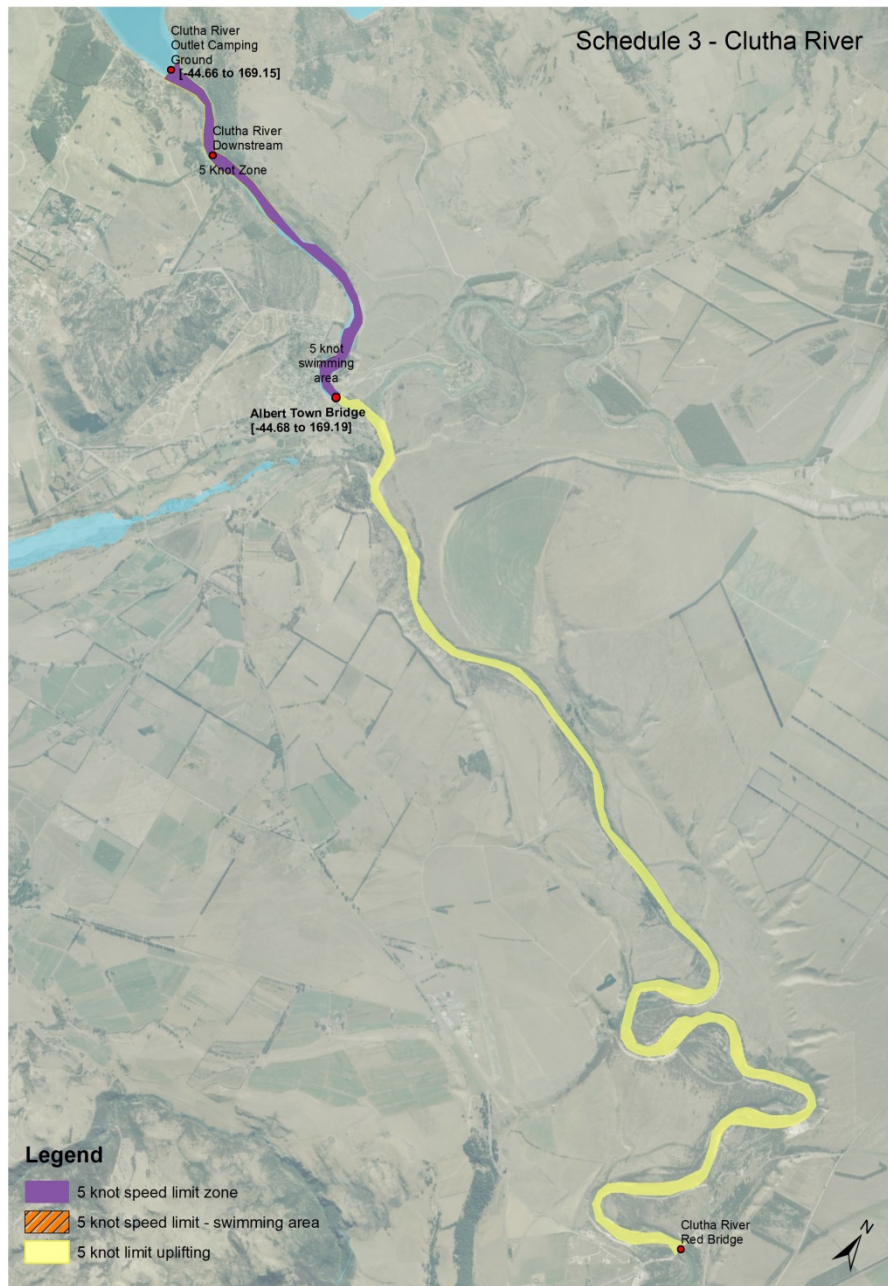 Schedule 3 - Clutha River
Clutha River
Outlet Camping
Ground
[-44.66 to 169.15]
Clutha River
Downstream
5 Knot Zone
5 knot
swimming
area
Albert Town Bridge
[-44.68 to 169.19]
Clutha River
Red Bridge
Legend
5 knot speed limit zone
5 knot speed limit - swimming area
5 knot limit uplifting
N